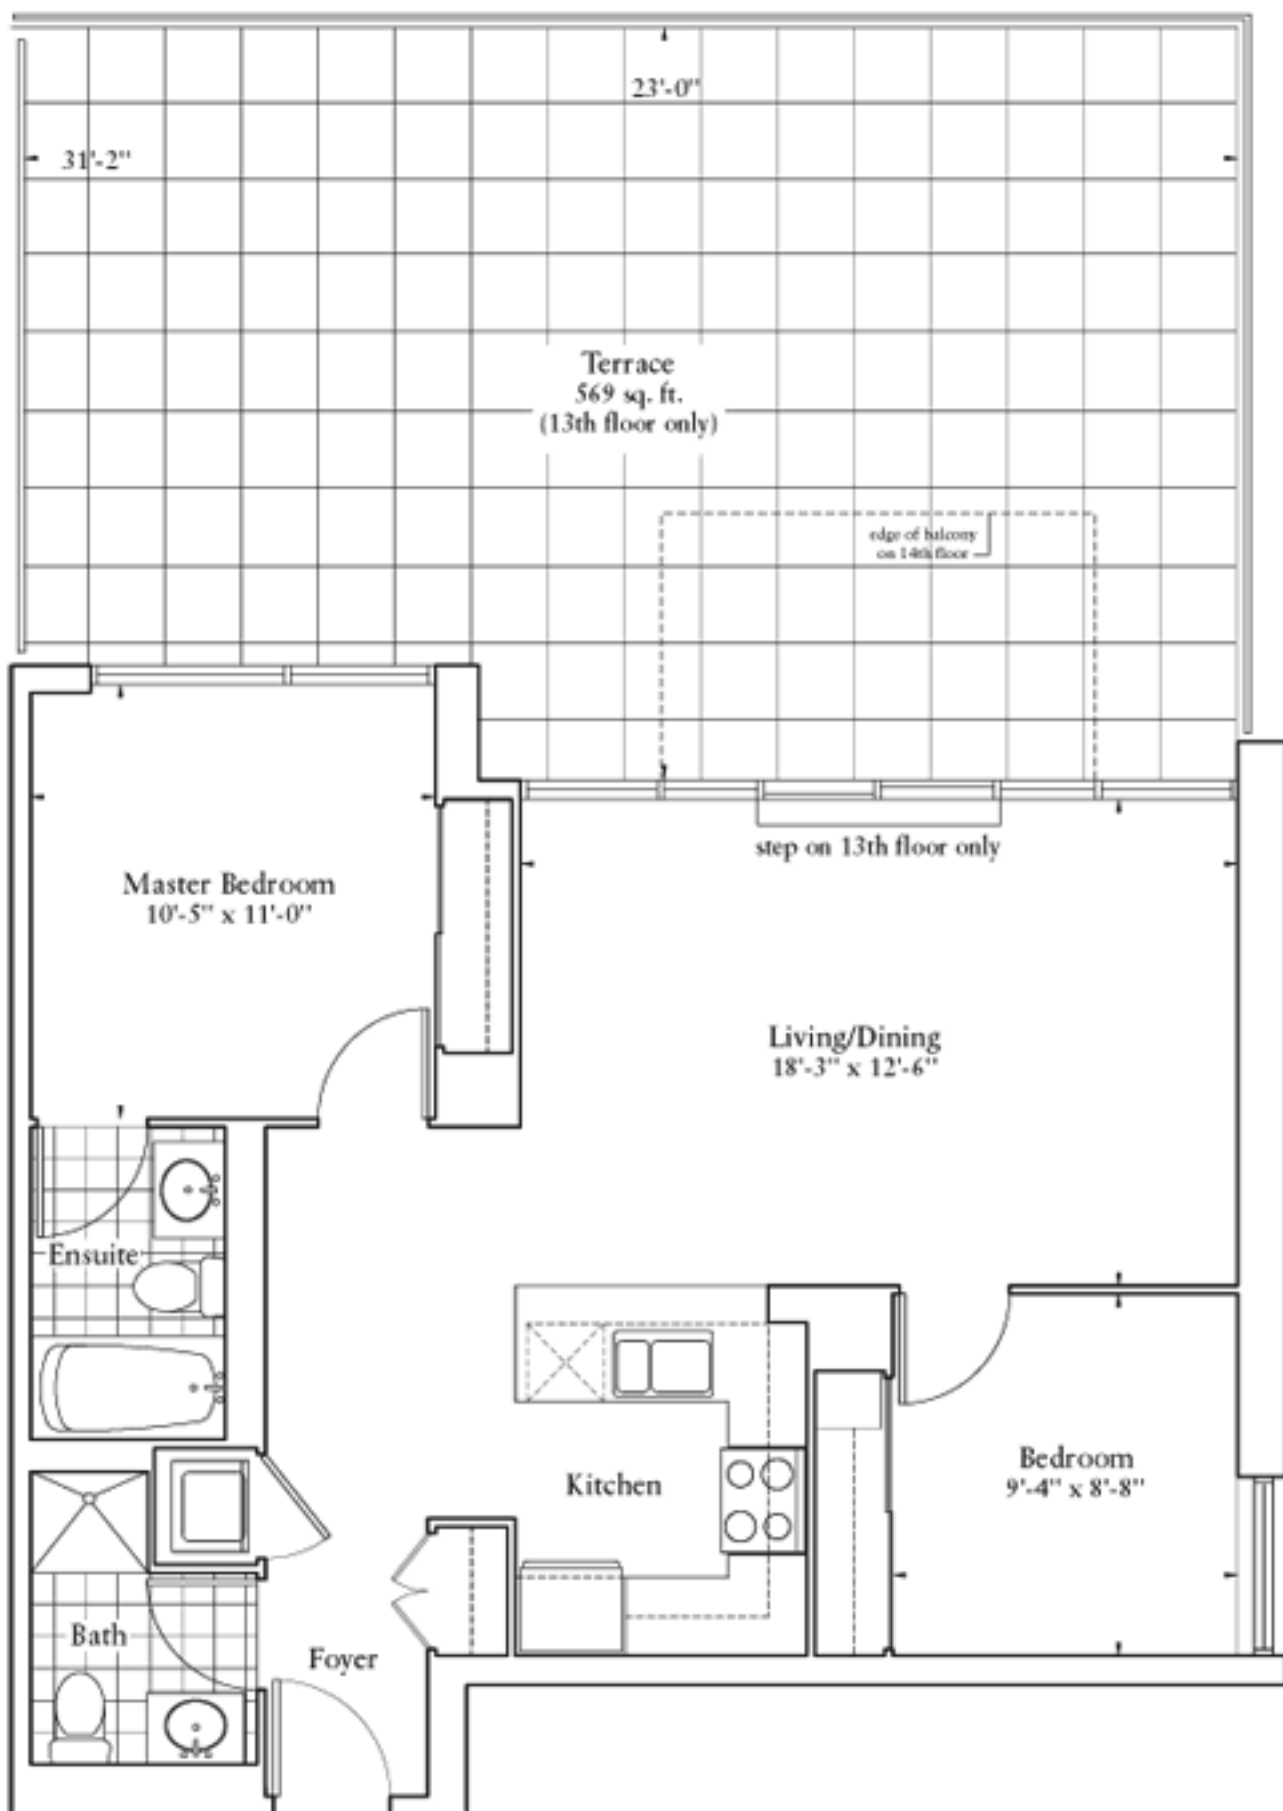 23'-0"
31'-2"
Terrace
569 sq. ft.
(13th floor only)
edge of balcony
on 14th floor
step on 13th floor only
Master Bedroom
10'-5" x 11'-0"
Living/Dining
18'-3" x 12'-6"
Ensuite
Kitchen
Bedroom
9'-4" x 8'-8"
Bath
Foyer